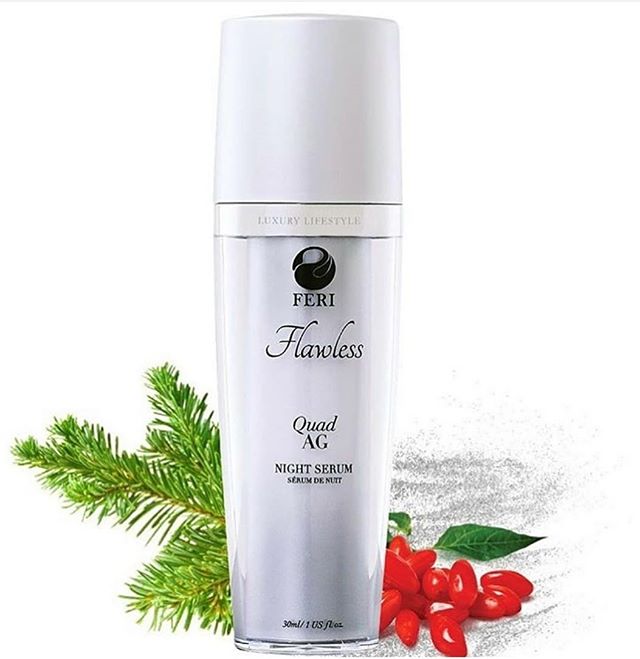 LUXURY LIFESTYLE
FERI
Flawless
Quad
AG
NIGHT SERUM
SÉRUM DE NUIT
30ml/1 US fl/oz.